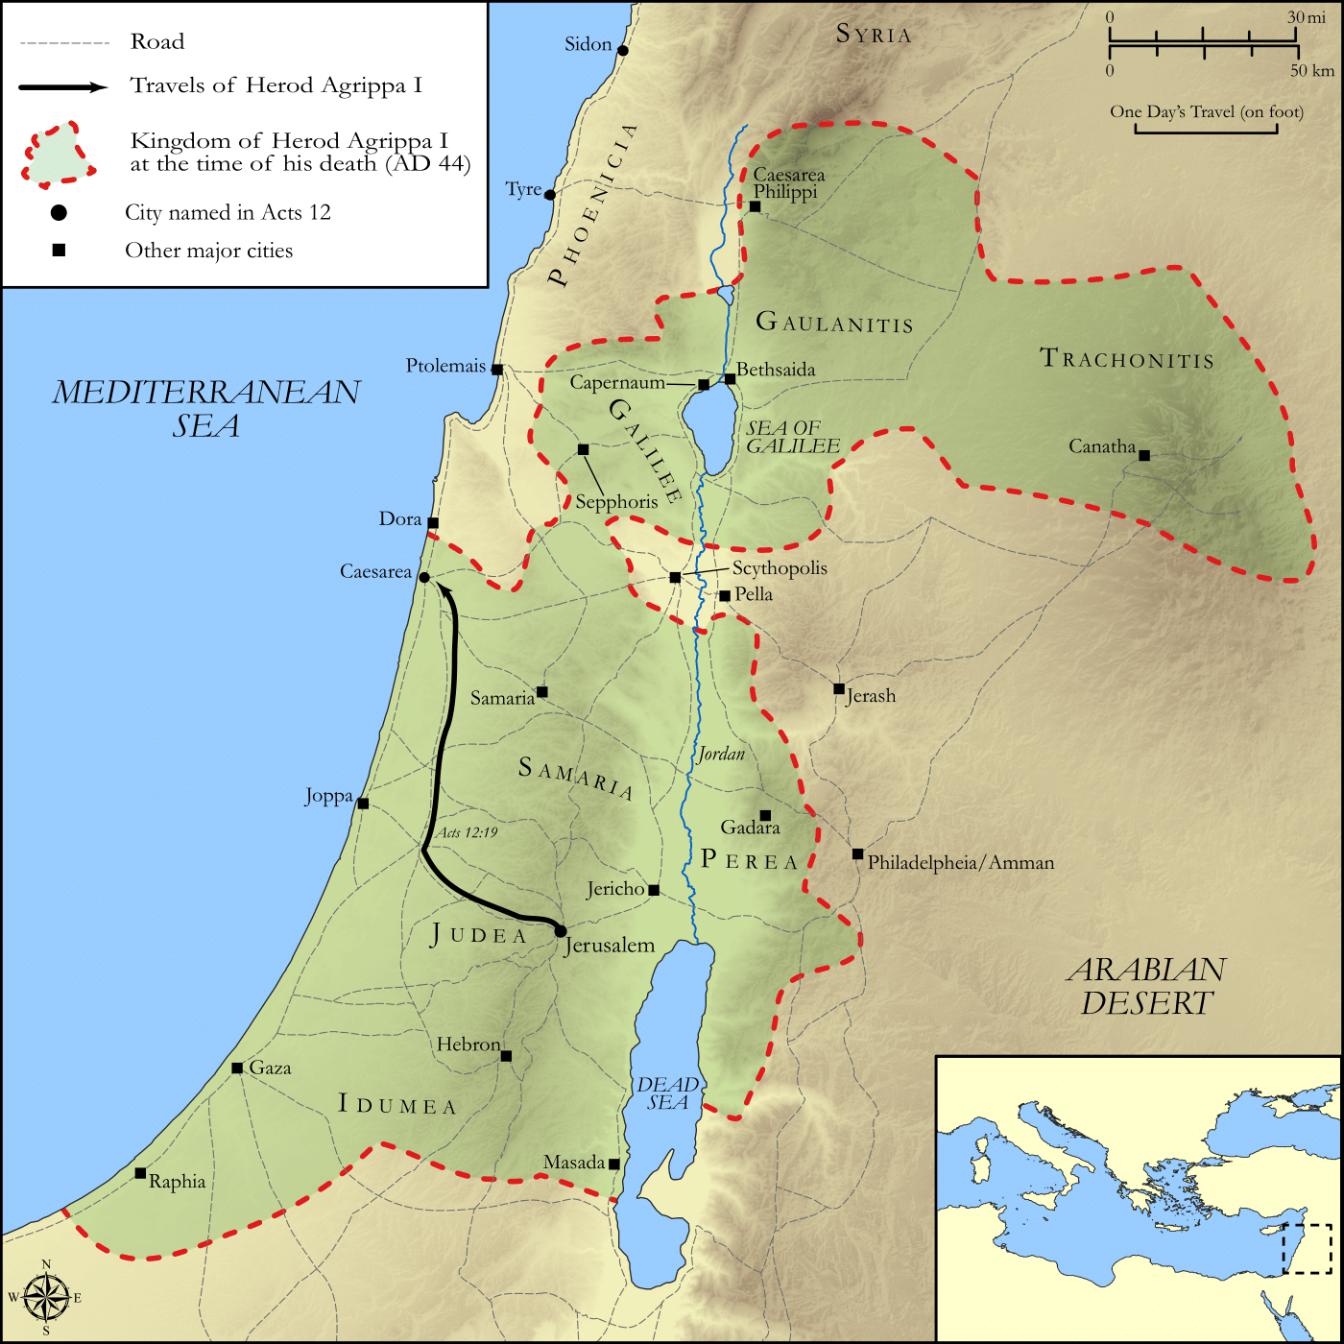 Road
Travels of Herod Agrippa I
Kingdom of Herod Agrippa I
at the time of his death (AD 44)
City named in Acts 12
Other major cities
0 30 mi
0 50 km
One Day's Travel (on foot)
Sidon
SYRIA
PHOENICIA
Tyre
Caesarea
Philippi
GAULANITIS
TRACHONITIS
Ptolemais
Capernaum
Bethsaida
MEDITERRANEAN
SEA
GALILEE
SEA OF
GALILEE
Canatha
Sepphoris
Dora
Caesarea
Scythopolis
Pella
Samaria
Jerash
Jordan
SAMARIA
Joppa
Acts 12:19
Gadara
PEREA
Philadelpheia/Amman
Jericho
JUDEA
Jerusalem
ARABIAN
DESERT
Hebron
Gaza
DEAD
SEA
IDUMEA
Masada
Raphia
N
W E
S